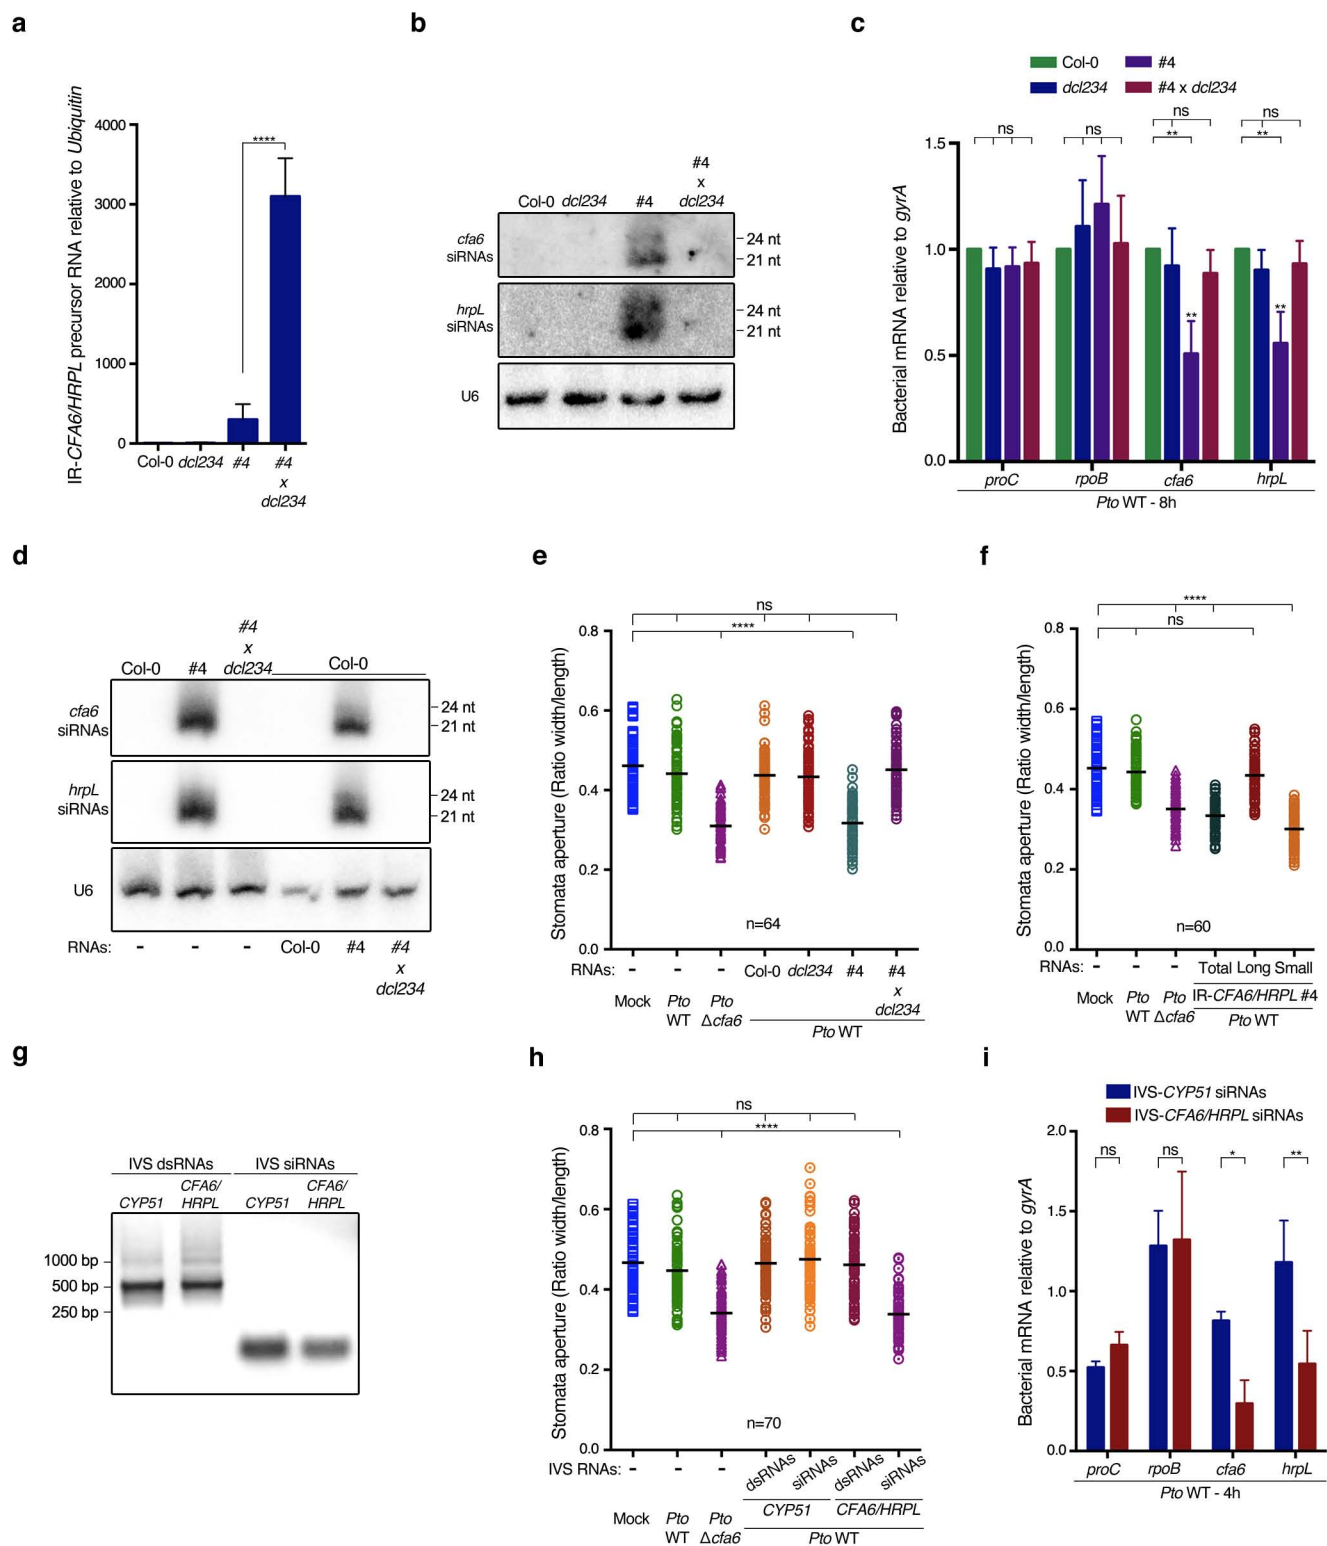 a
IR-CFA6/HRPL precursor RNA relative to Ubiquitin
4000
3000
2000
1000
0
****
Col-0 dcl234 #4 #4
x
dcl234
b
#4
x
Col-0 dcl234 #4 dcl234
cfa6
siRNAs
24 nt
21 nt
hrpL
siRNAs
24 nt
21 nt
U6
c
Col-0 #4
dcl234 #4 x dcl234
Bacterial mRNA relative to gyrA
1.5
1.0
0.5
0.0
ns ns ns ns
** **
** **
proC rpoB cfa6 hrpL
Pto WT - 8h
d
#4
x
Col-0 #4 dcl234 Col-0
cfa6
siRNAs
24 nt
21 nt
hrpL
siRNAs
24 nt
21 nt
U6
RNAs: - - - Col-0 #4 #4
x
dcl234
e
Stomata aperture (Ratio width/length)
0.8
0.6
0.4
0.2
0.0
ns
****
n=64
RNAs: - - - Col-0 dcl234 #4 #4
x
dcl234
Mock Pto Pto
WT Δcfa6
Pto WT
f
Stomata aperture (Ratio width/length)
0.8
0.6
0.4
0.2
0.0
****
ns
n=60
RNAs: - - - Total Long Small
Mock Pto Pto IR-CFA6/HRPL #4
WT Δcfa6 Pto WT
g
IVS dsRNAs IVS siRNAs
CYP51 CFA6/
HRPL CYP51 CFA6/
HRPL
1000 bp
500 bp
250 bp
h
Stomata aperture (Ratio width/length)
0.8
0.6
0.4
0.2
0.0
ns
****
n=70
IVS RNAs: - - - dsRNAs siRNAs dsRNAs siRNAs
CYP51 CFA6/HRPL
Mock Pto Pto
WT Δcfa6 Pto WT
i
IVS-CYP51 siRNAs
IVS-CFA6/HRPL siRNAs
Bacterial mRNA relative to gyrA
2.0
1.5
1.0
0.5
0.0
ns ns * **
proC rpoB cfa6 hrpL
Pto WT - 4h